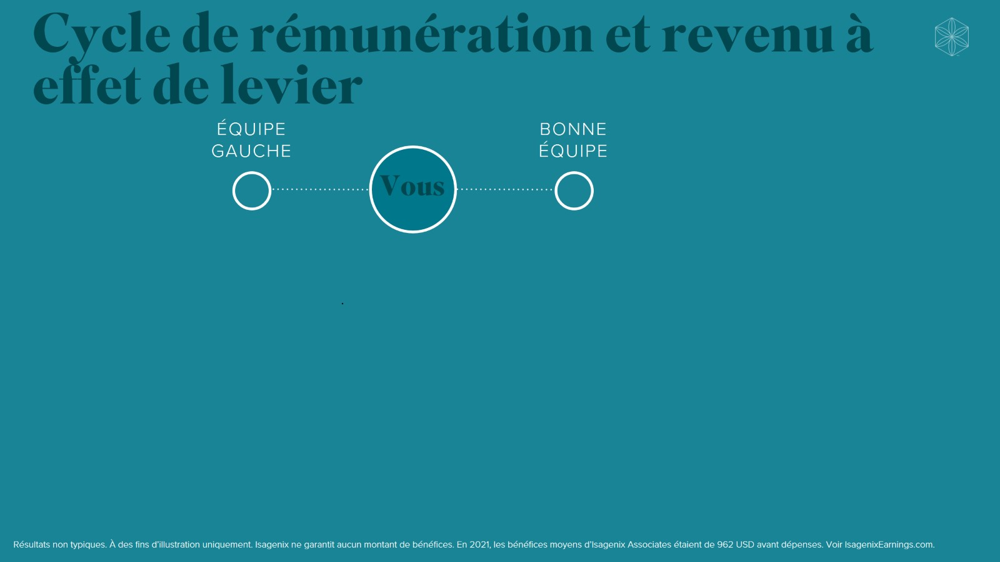 Cycle de rémunération et revenu à
effet de levier
ÉQUIPE
GAUCHE
BONNE
ÉQUIPE
Vous
Résultats non typiques. À des fins d'illustration uniquement. Isagenix ne garantit aucun montant de bénéfices. En 2021, les bénéfices moyens d'Isagenix Associates étaient de 962 USD avant dépenses. Voir IsagenixEarnings.com.